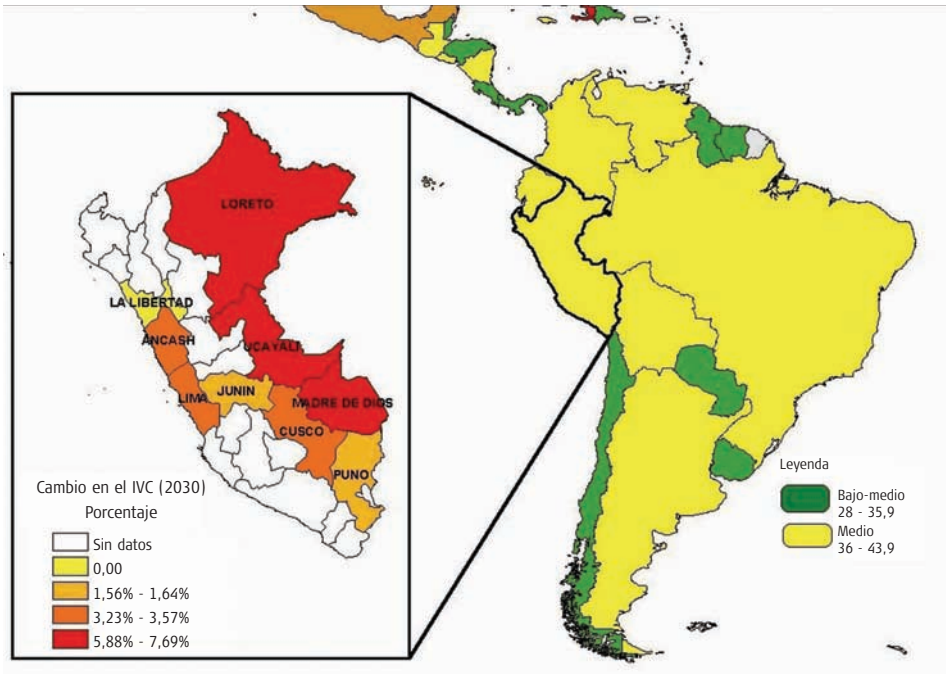 LORETO
LA LIBERTAD
ANCASH
UCAYALI
LIMA
JUNIN
MADRE DE DIOS
CUSCO
PUNO
Cambio en el IVC (2030)
Porcentaje
Sin datos
0,00
1,56% - 1,64%
3,23% - 3,57%
5,88% - 7,69%
Leyenda
Bajo-medio
28 - 35,9
Medio
36 - 43,9